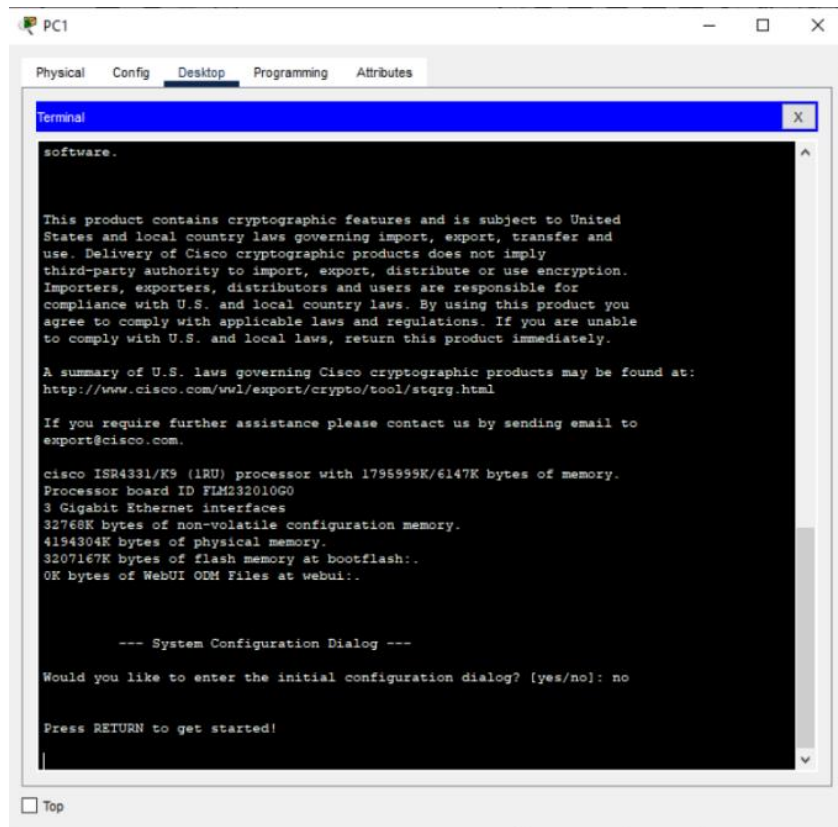 PC1
Physical Config Desktop Programming Attributes
Terminal X
software.
This product contains cryptographic features and is subject to United
States and local country laws governing import, export, transfer and
use. Delivery of Cisco cryptographic products does not imply
third-party authority to import, export, distribute or use encryption.
Importers, exporters, distributors and users are responsible for
compliance with U.S. and local country laws. By using this product you
agree to comply with applicable laws and regulations. If you are unable
to comply with U.S. and local laws, return this product immediately.
A summary of U.S. laws governing Cisco cryptographic products may be found at:
http://www.cisco.com/wwl/export/crypto/tool/stqrg.html
If you require further assistance please contact us by sending email to
export@cisco.com.
cisco ISR4331/K9 (1RU) processor with 1795999K/6147K bytes of memory.
Processor board ID FLM232010G0
3 Gigabit Ethernet interfaces
32768K bytes of non-volatile configuration memory.
4194304K bytes of physical memory.
3207167K bytes of flash memory at bootflash:.
0K bytes of WebUI ODM Files at webui:.
--- System Configuration Dialog ---
Would you like to enter the initial configuration dialog? [yes/no]: no
Press RETURN to get started!
Top